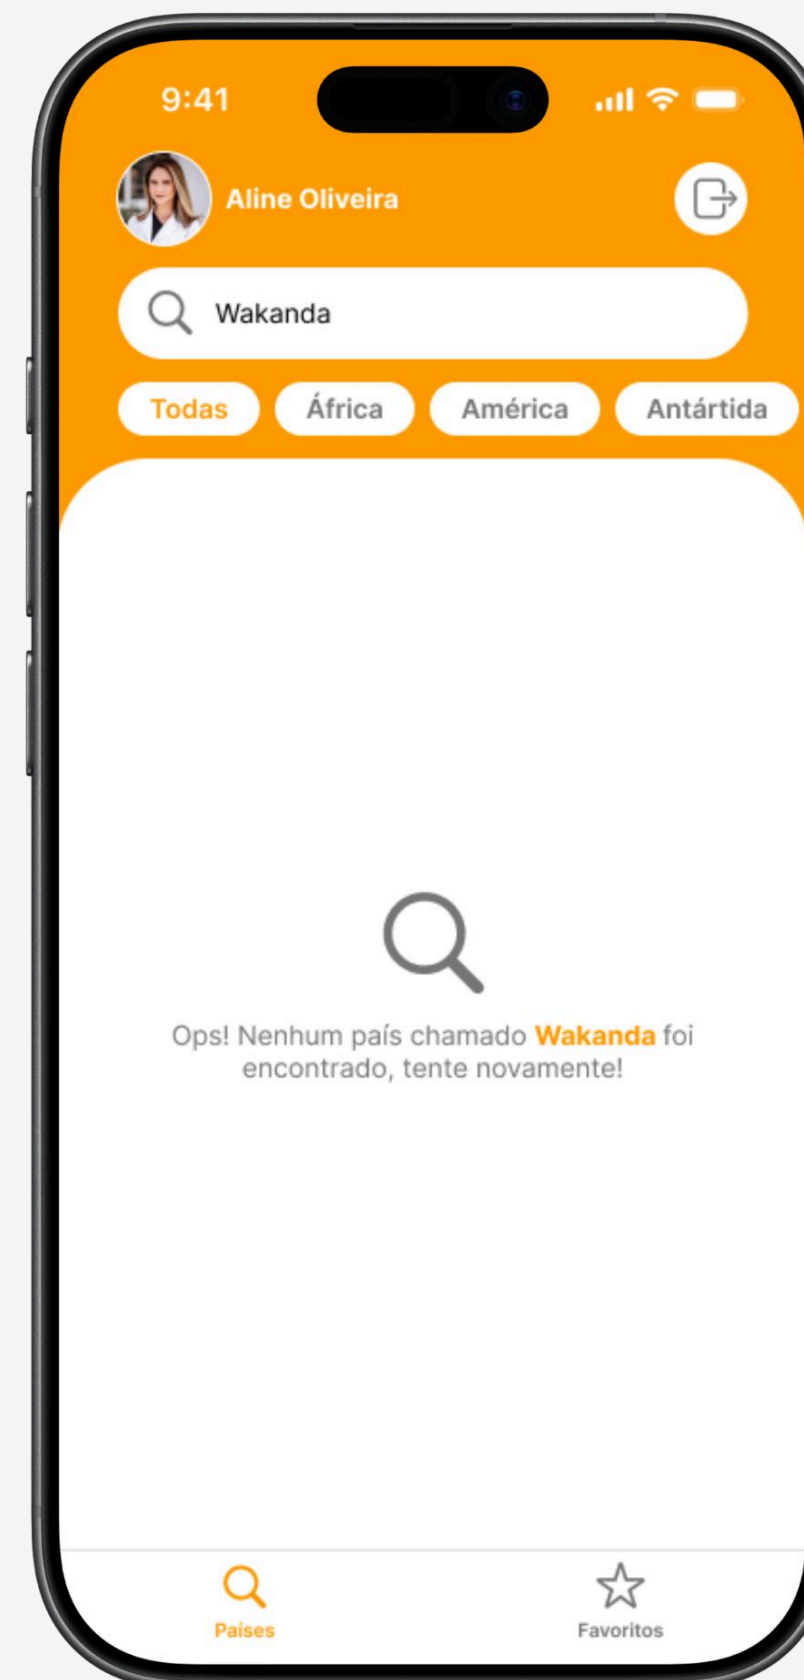 9:41
Aline Oliveira
Wakanda
Todas África América Antártida
Ops! Nenhum país chamado Wakanda foi
encontrado, tente novamente!
Países Favoritos